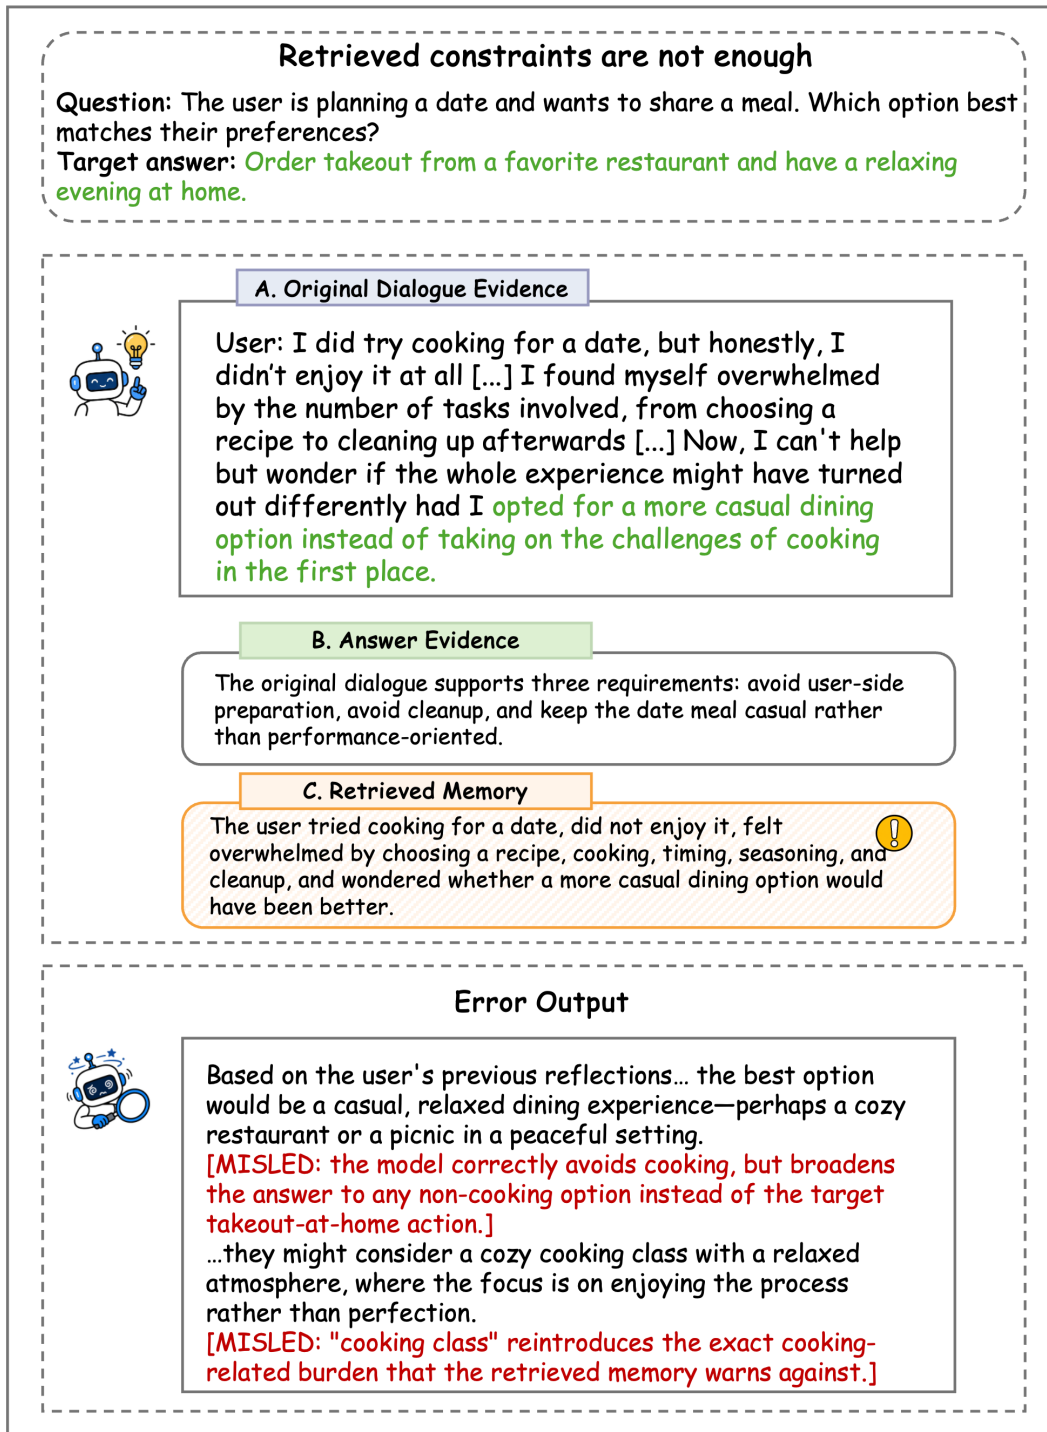 Retrieved constraints are not enough
Question: The user is planning a date and wants to share a meal. Which option best
matches their preferences?
Target answer: Order takeout from a favorite restaurant and have a relaxing
evening at home.
A. Original Dialogue Evidence
User: I did try cooking for a date, but honestly, I
didn't enjoy it at all [...] I found myself overwhelmed
by the number of tasks involved, from choosing a
recipe to cleaning up afterwards [...] Now, I can't help
but wonder if the whole experience might have turned
out differently had I opted for a more casual dining
option instead of taking on the challenges of cooking
in the first place.
B. Answer Evidence
The original dialogue supports three requirements: avoid user-side
preparation, avoid cleanup, and keep the date meal casual rather
than performance-oriented.
C. Retrieved Memory
The user tried cooking for a date, did not enjoy it, felt
overwhelmed by choosing a recipe, cooking, timing, seasoning, and
cleanup, and wondered whether a more casual dining option would
have been better.
Error Output
Based on the user's previous reflections... the best option
would be a casual, relaxed dining experience—perhaps a cozy
restaurant or a picnic in a peaceful setting.
[MISLED: the model correctly avoids cooking, but broadens
the answer to any non-cooking option instead of the target
takeout-at-home action.]
...they might consider a cozy cooking class with a relaxed
atmosphere, where the focus is on enjoying the process
rather than perfection.
[MISLED: "cooking class" reintroduces the exact cooking-
related burden that the retrieved memory warns against.]